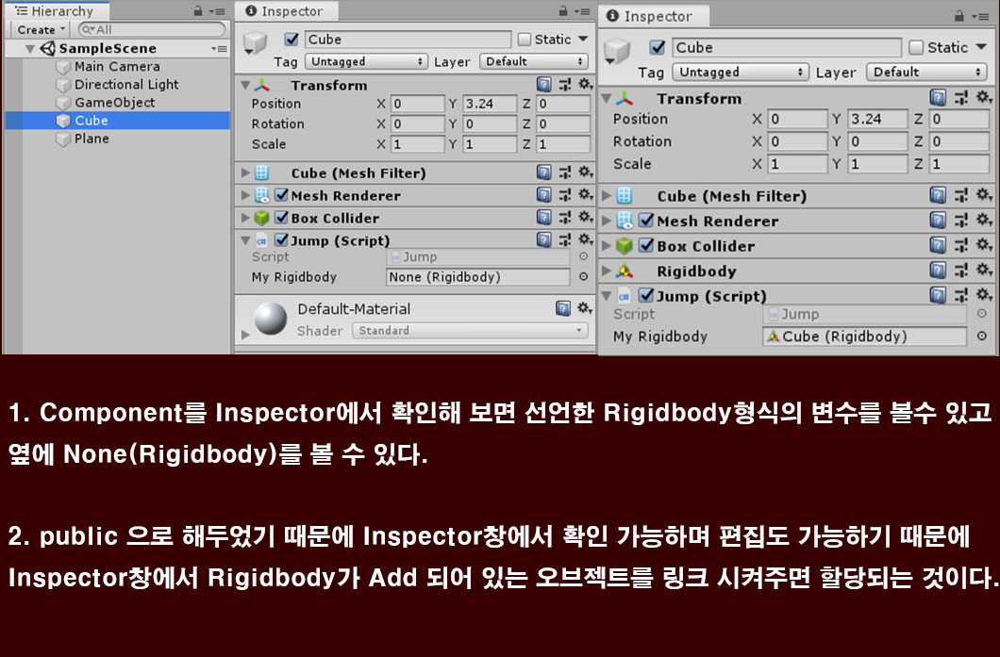 Hierarchy
Create All
SampleScene
Main Camera
Directional Light
GameObject
Cube
Plane
Inspector
Cube Static
Tag Untagged Layer Default
Transform
Position X 0 Y 3.24 Z 0
Rotation X 0 Y 0 Z 0
Scale X 1 Y 1 Z 1
Cube (Mesh Filter)
Mesh Renderer
Box Collider
Jump (Script)
Script Jump
My Rigidbody None (Rigidbody)
Default-Material
Shader Standard
Inspector
Cube Static
Tag Untagged Layer Default
Transform
Position X 0 Y 3.24 Z 0
Rotation X 0 Y 0 Z 0
Scale X 1 Y 1 Z 1
Cube (Mesh Filter)
Mesh Renderer
Box Collider
Rigidbody
Jump (Script)
Script Jump
My Rigidbody Cube (Rigidbody)
1. Component를 Inspector에서 확인해 보면 선언한 Rigidbody형식의 변수를 볼수 있고
옆에 None(Rigidbody)를 볼 수 있다.
2. public 으로 해두었기 때문에 Inspector창에서 확인 가능하며 편집도 가능하기 때문에
Inspector창에서 Rigidbody가 Add 되어 있는 오브젝트를 링크 시켜주면 할당되는 것이다.